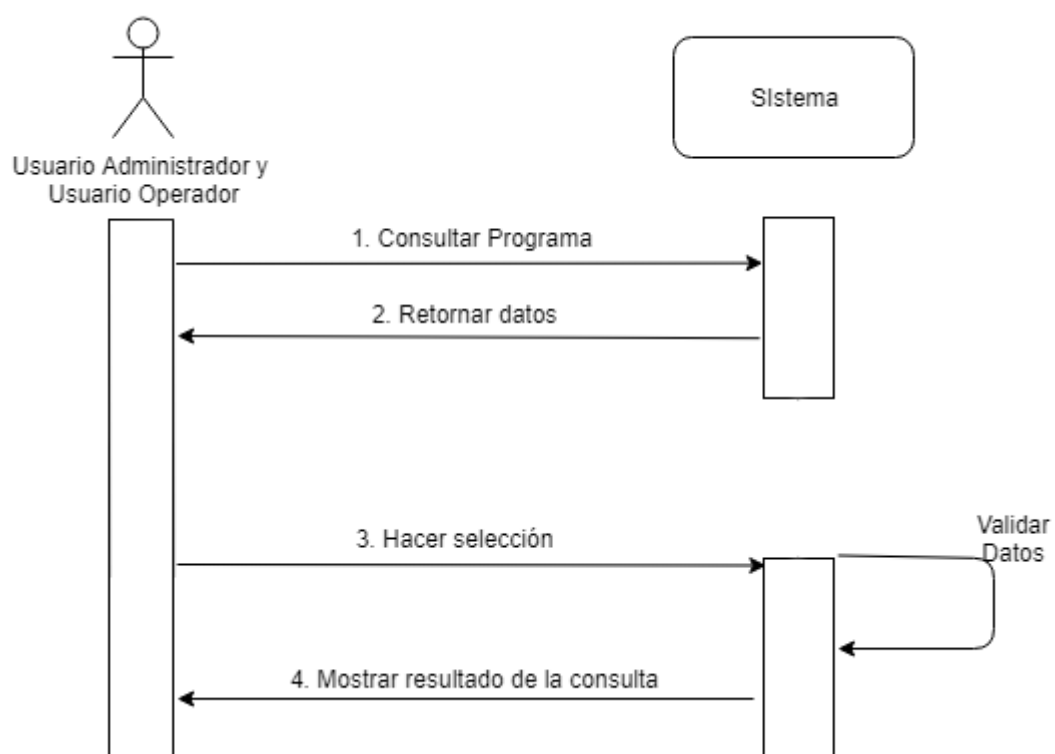 SIstema
Usuario Administrador y
Usuario Operador
1. Consultar Programa
2. Retornar datos
Validar
Datos
3. Hacer selección
4. Mostrar resultado de la consulta